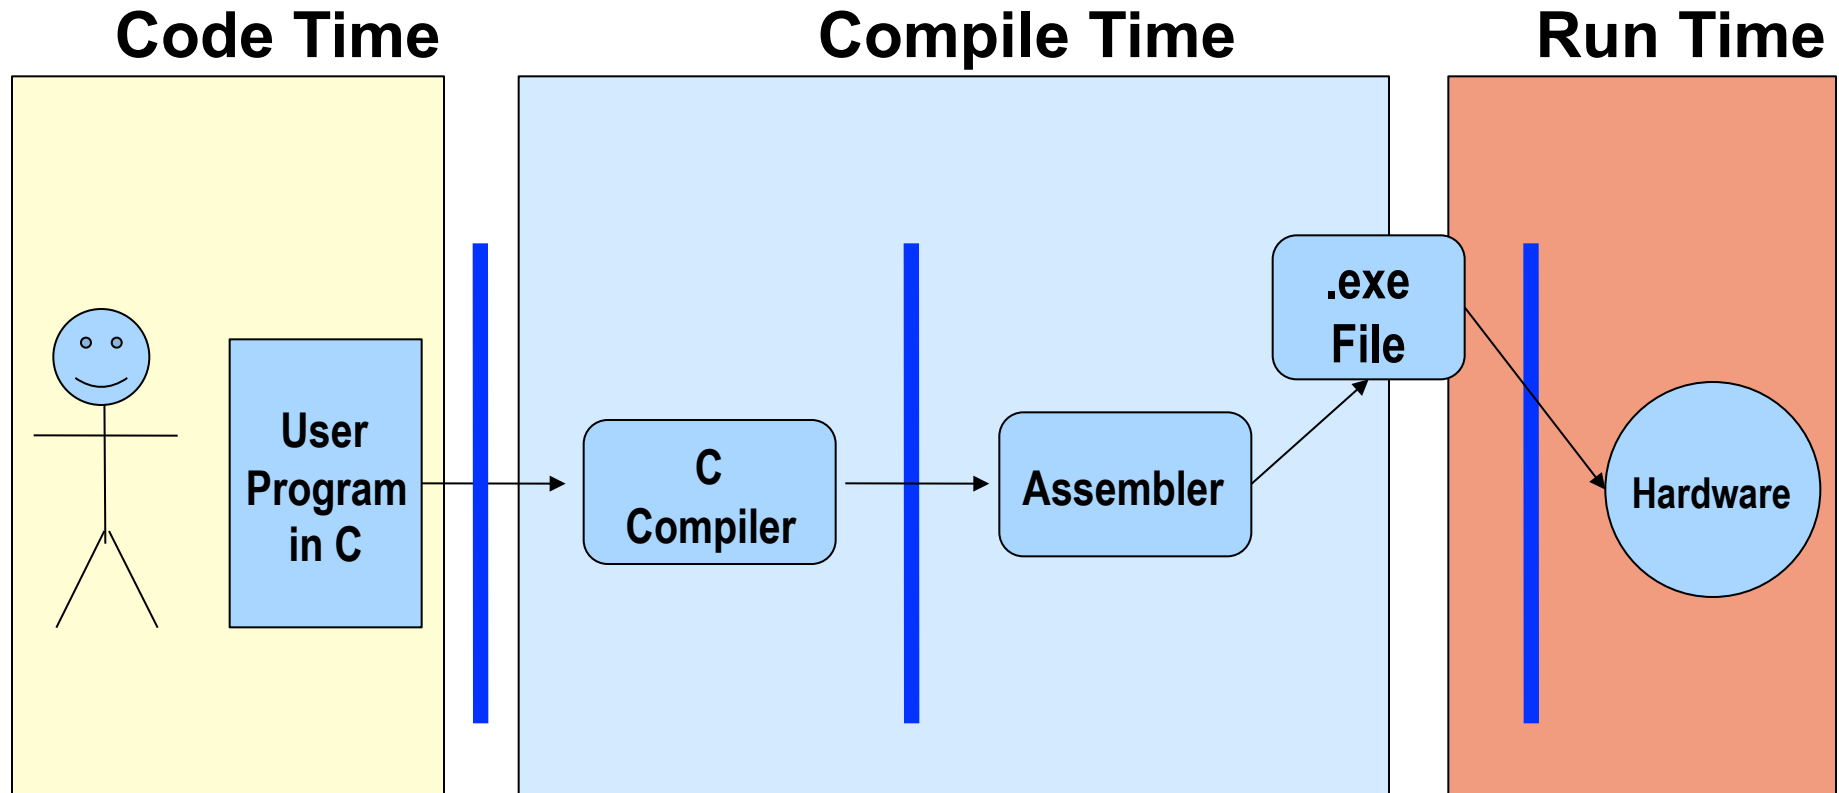 Code Time
Compile Time
Run Time
User
Program
in C
C
Compiler
Assembler
.exe
File
Hardware